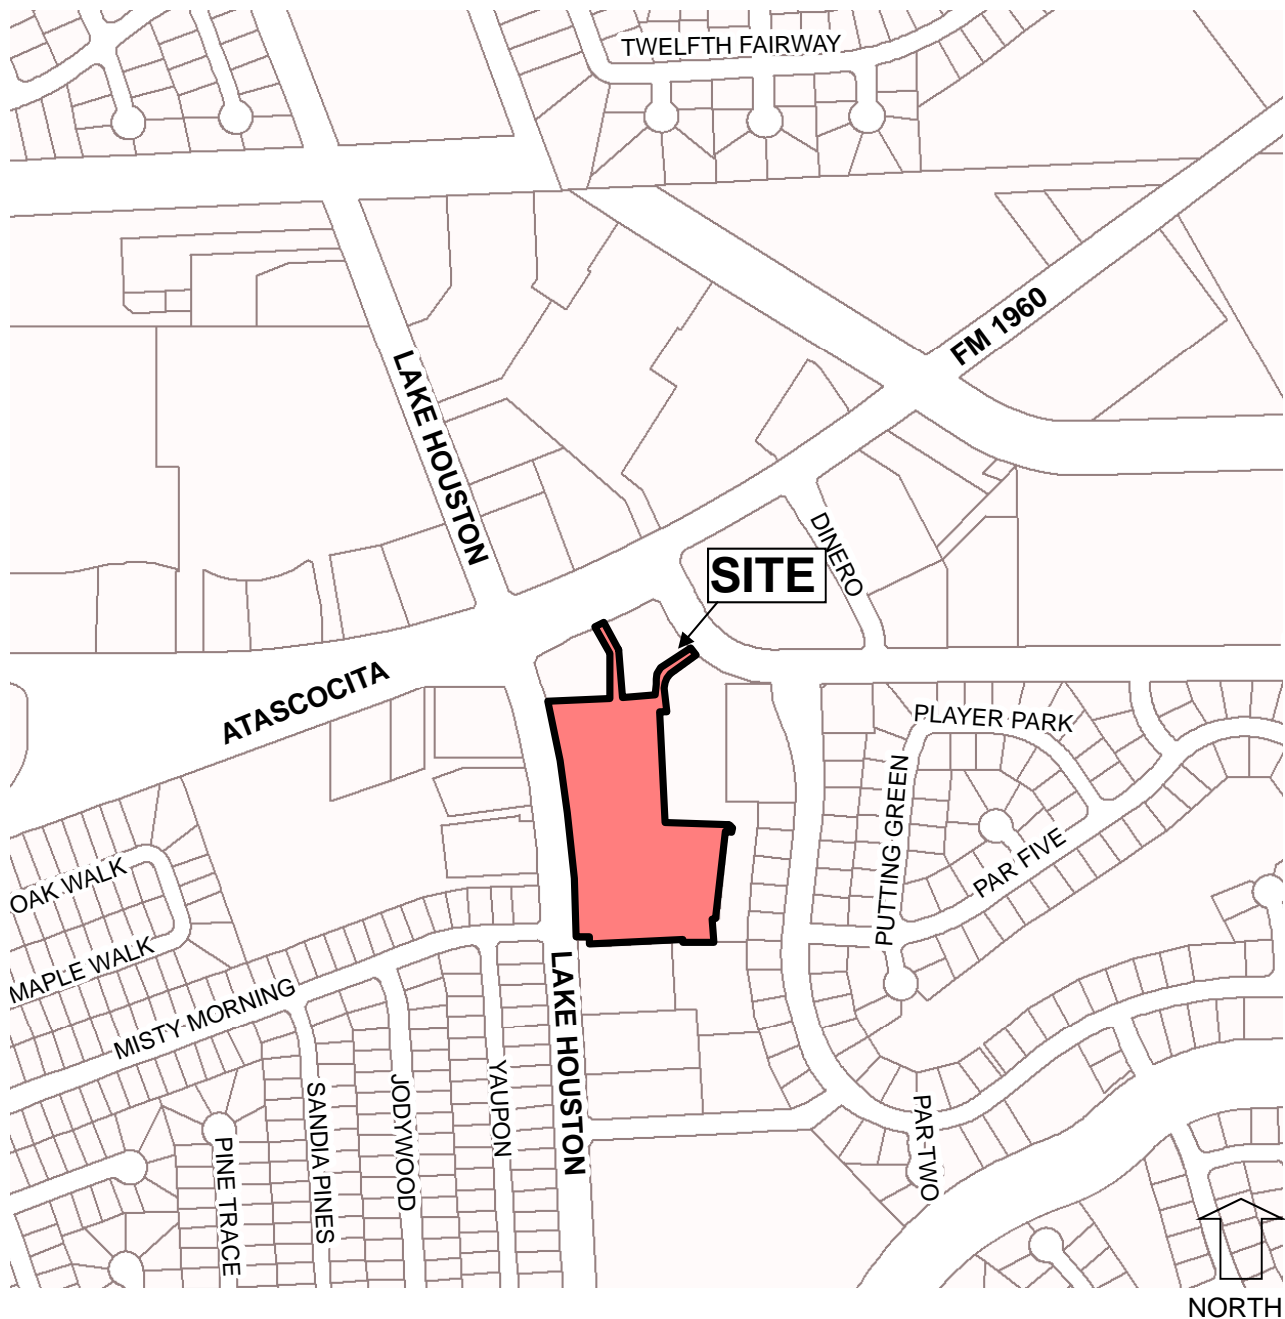 TWELFTH FAIRWAY
FM 1960
LAKE HOUSTON
DINERO
SITE
ATASCOCITA
PLAYER PARK
PUTTING GREEN
PAR FIVE
OAK WALK
MAPLE WALK
MISTY MORNING
LAKE HOUSTON
YAUPON
JODYWOOD
SANDIA PINES
PINE TRACE
PAR TWO
NORTH